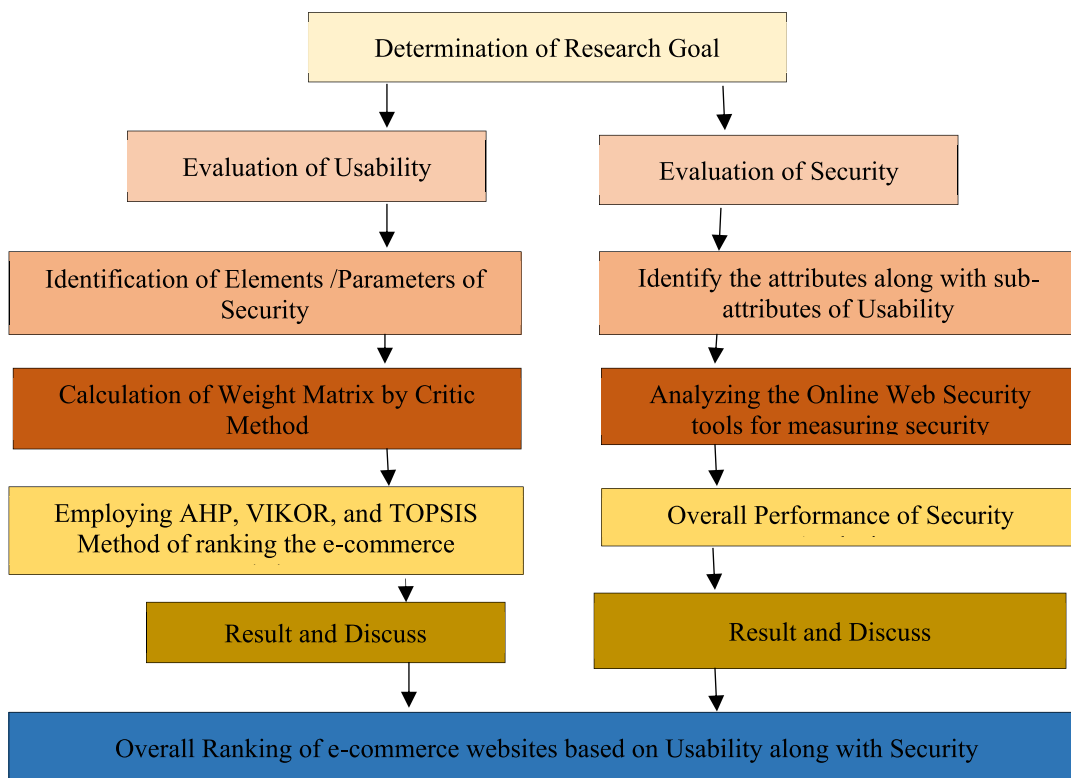 Determination of Research Goal
Evaluation of Usability
Evaluation of Security
Identification of Elements /Parameters of
Security
Identify the attributes along with sub-
attributes of Usability
Calculation of Weight Matrix by Critic
Method
Analyzing the Online Web Security
tools for measuring security
Employing AHP, VIKOR, and TOPSIS
Method of ranking the e-commerce
Overall Performance of Security
Result and Discuss
Result and Discuss
Overall Ranking of e-commerce websites based on Usability along with Security